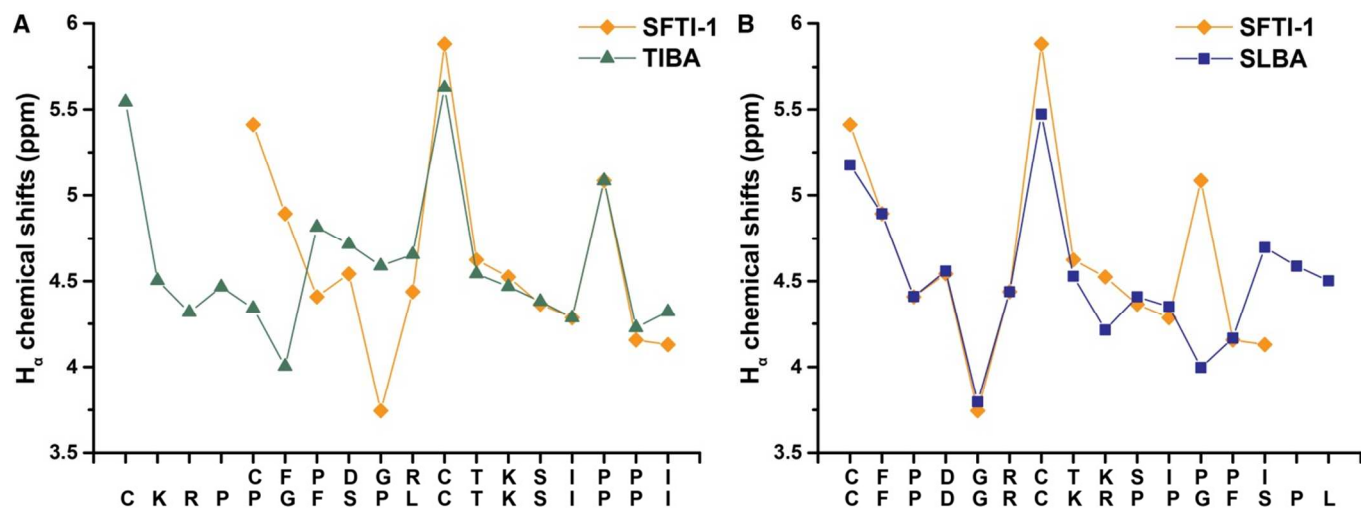 A
SFTI-1
TIBA
6
5.5
5
4.5
4
3.5
Hα chemical shifts (ppm)
C F P D G R C T K S I P P I
C K R P P G F S P L C T K S I P P I
B
SFTI-1
SLBA
6
5.5
5
4.5
4
3.5
Hα chemical shifts (ppm)
C F P D G R C T K S I P P I
C F P D G R C K R P P G F S P L